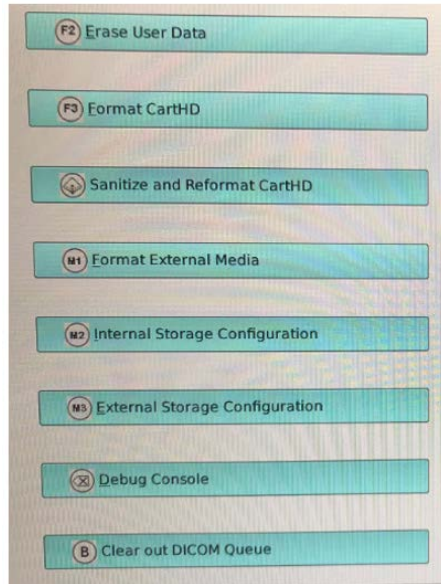 F2 Erase User Data
F3 Format CartHD
Sanitize and Reformat CartHD
M1 Format External Media
M2 Internal Storage Configuration
M3 External Storage Configuration
Debug Console
B Clear out DICOM Queue